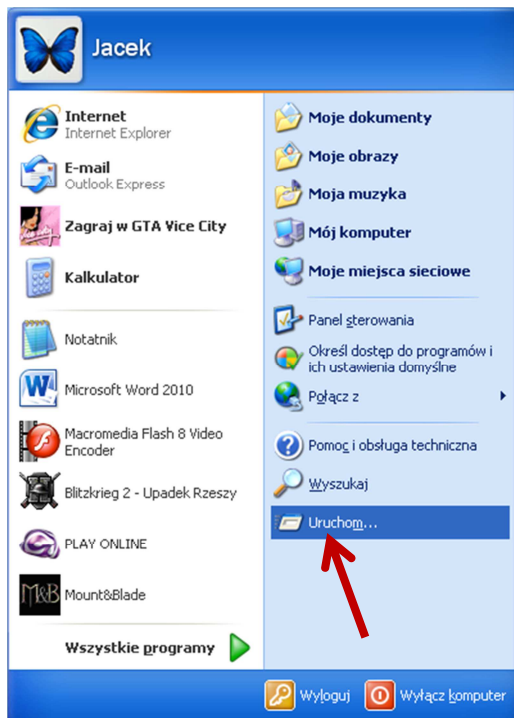 Jacek
Internet
Internet Explorer
E-mail
Outlook Express
Zagraj w GTA Vice City
Kalkulator
Notatnik
Microsoft Word 2010
Macromedia Flash 8 Video
Encoder
Blitzkrieg 2 - Upadek Rzeszy
PLAY ONLINE
M&B
Mount&Blade
Wszystkie programy
Moje dokumenty
Moje obrazy
Moja muzyka
Mój komputer
Moje miejsca sieciowe
Panel sterowania
Określ dostęp do programów i
ich ustawienia domyślne
Połącz z
Pomoc i obsługa techniczna
Wyszukaj
Uruchom...
Wyloguj
Wyłącz komputer